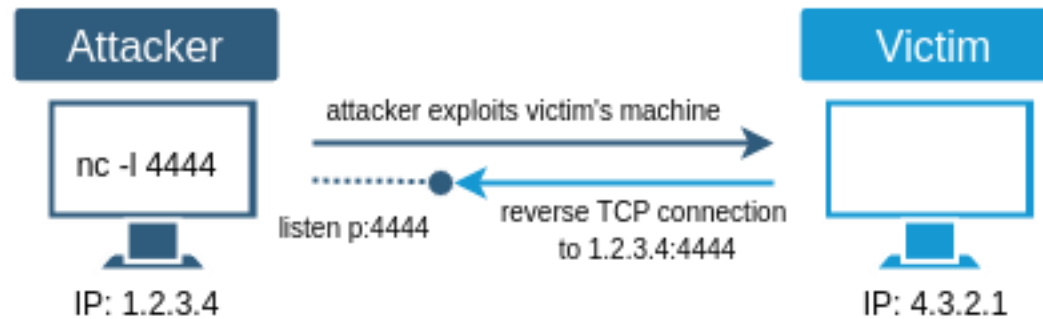 Attacker
Victim
attacker exploits victim's machine
nc -l 4444
listen p:4444
reverse TCP connection
to 1.2.3.4:4444
IP: 1.2.3.4
IP: 4.3.2.1